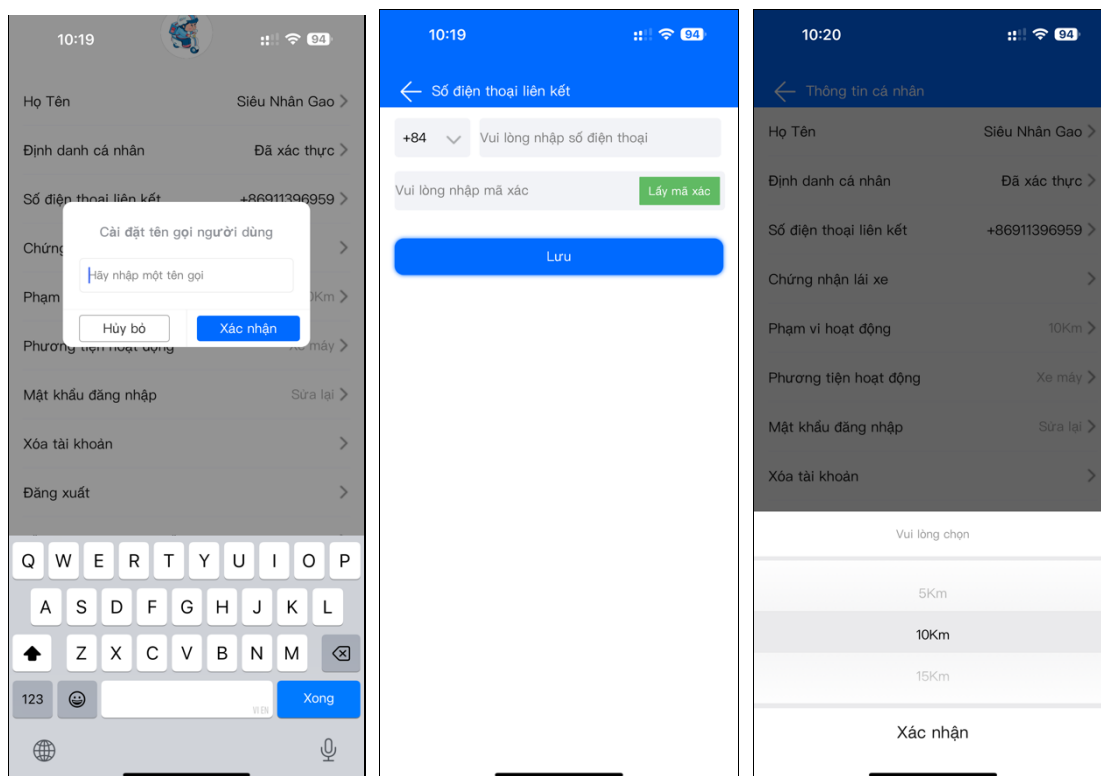 10:19
94
Họ Tên Siêu Nhân Gao
Định danh cá nhân Đã xác thực
Số điện thoại liên kết +86911396959
Cài đặt tên gọi người dùng
Chứng
Hãy nhập một tên gọi
Phạm Km
Hủy bỏ Xác nhận
Phương tiện hoạt động Xe máy
Mật khẩu đăng nhập Sửa lại
Xóa tài khoản
Đăng xuất
Q W E R T Y U I O P
A S D F G H J K L
Z X C V B N M
123 VI EN Xong
10:19
94
Số điện thoại liên kết
+84 Vui lòng nhập số điện thoại
Vui lòng nhập mã xác Lấy mã xác
Lưu
10:20
94
Thông tin cá nhân
Họ Tên Siêu Nhân Gao
Định danh cá nhân Đã xác thực
Số điện thoại liên kết +86911396959
Chứng nhận lái xe
Phạm vi hoạt động 10Km
Phương tiện hoạt động Xe máy
Mật khẩu đăng nhập Sửa lại
Xóa tài khoản
Vui lòng chọn
5Km
10Km
15Km
Xác nhận